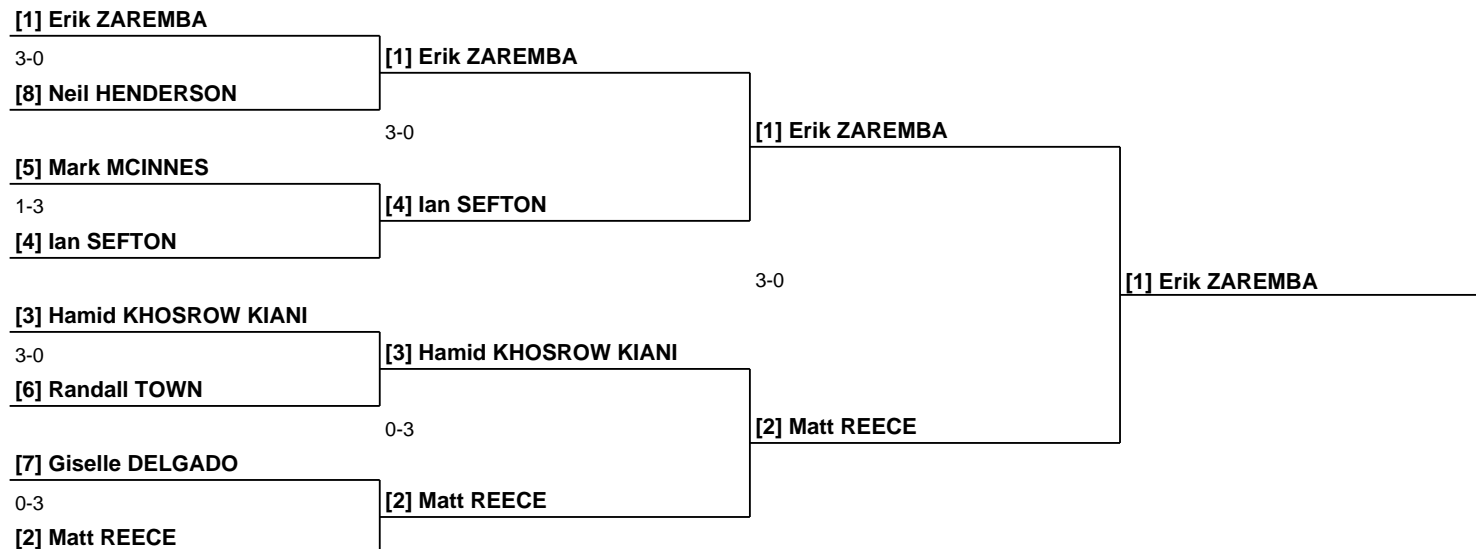 [1] Erik ZAREMBA
3-0
[1] Erik ZAREMBA
[8] Neil HENDERSON
3-0
[1] Erik ZAREMBA
[5] Mark MCINNES
1-3
[4] Ian SEFTON
[4] Ian SEFTON
3-0
[1] Erik ZAREMBA
[3] Hamid KHOSROW KIANI
3-0
[3] Hamid KHOSROW KIANI
[6] Randall TOWN
0-3
[2] Matt REECE
[7] Giselle DELGADO
0-3
[2] Matt REECE
[2] Matt REECE